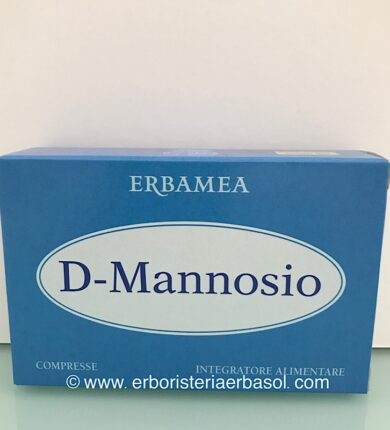 ERBAMEA
D-Mannosio
COMPRESSE INTEGRATORE ALIMENTARE
© www. erboristeriaerbasol. com